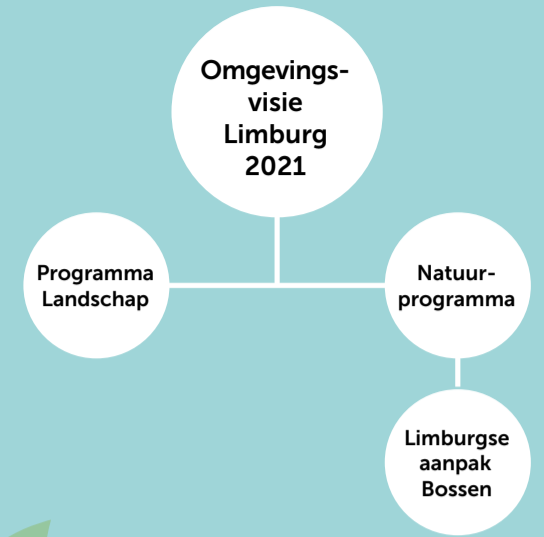 Omgevings-
visie
Limburg
2021
Programma
Landschap
Natuur-
programma
Limburgse
aanpak
Bossen